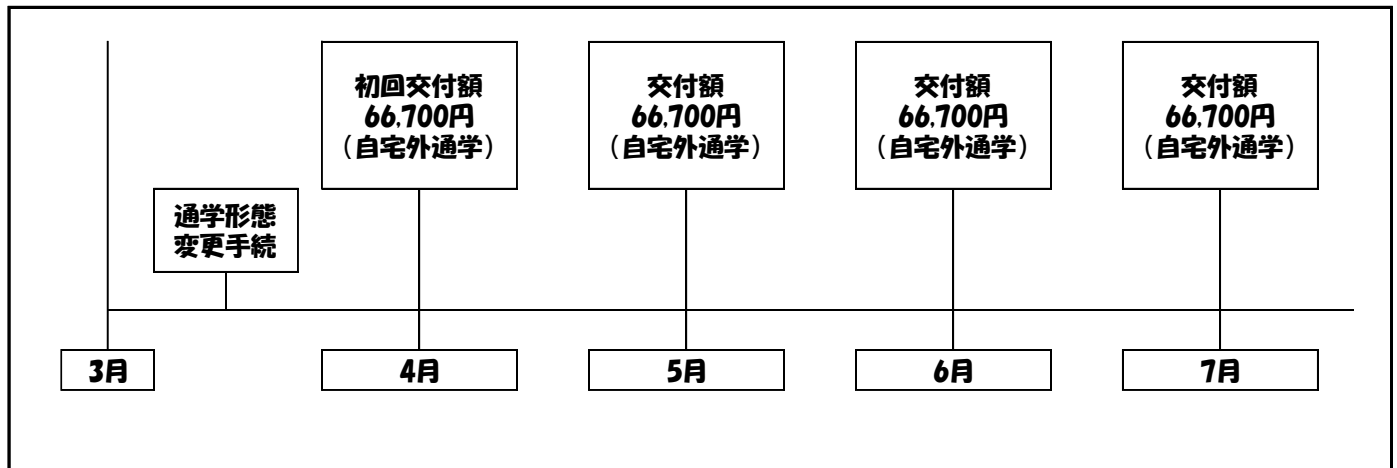 初回交付額
66,700円
（自宅外通学）
交付額
66,700円
（自宅外通学）
交付額
66,700円
（自宅外通学）
交付額
66,700円
（自宅外通学）
通学形態
変更手続
3月
4月
5月
6月
7月